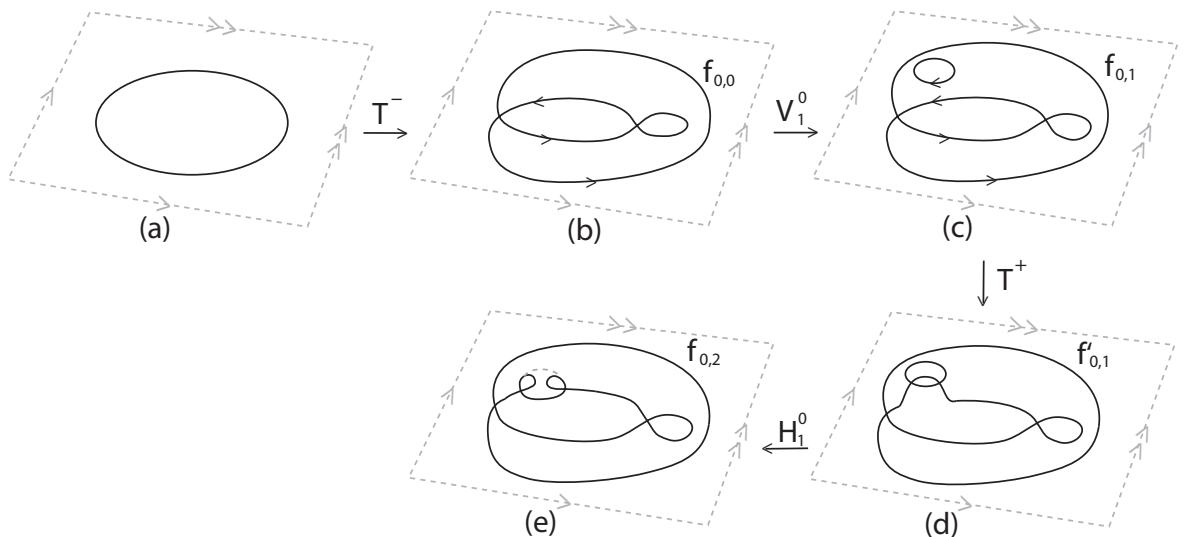 T⁻
f₀,₀
V₁⁰
f₀,₁
(a)
(b)
(c)
T⁺
f₀,₂
f'₀,₁
H₁⁰
(e)
(d)